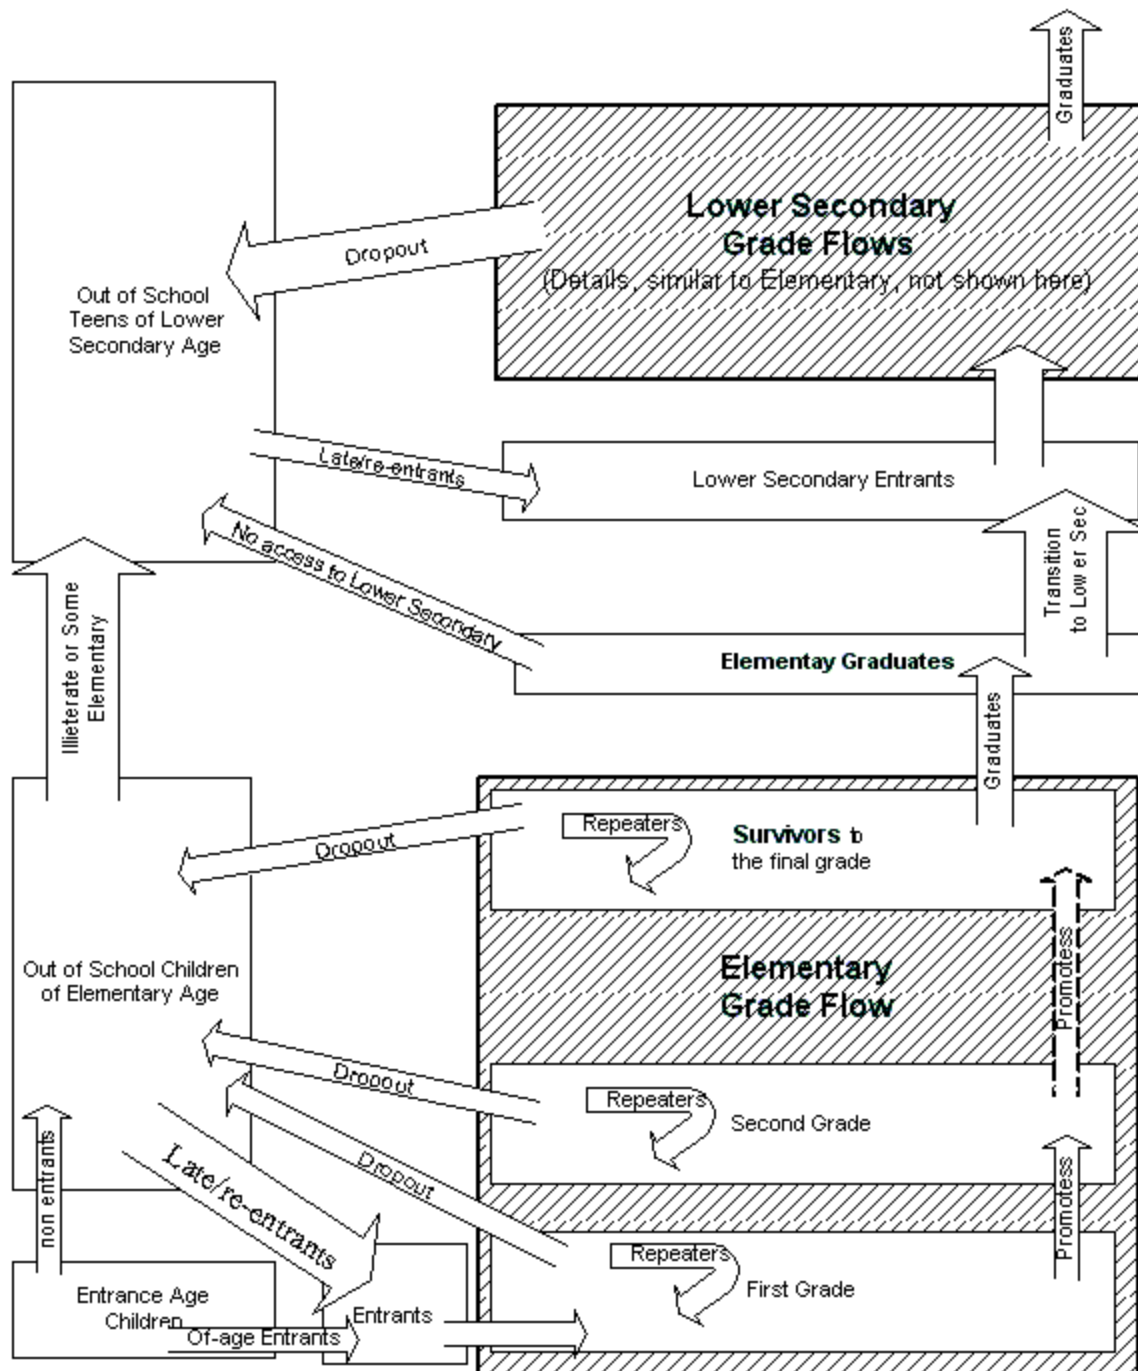 Graduates
Lower Secondary
Grade Flows
(Details, similar to Elementary, not shown here)
Dropout
Out of School
Teens of Lower
Secondary Age
Late/re-entrants
Lower Secondary Entrants
No access to Lower Secondary
Transition
to Lower Sec
Illieterate or Some
Elementary
Elementay Graduates
Graduates
Repeaters
Survivors to
the final grade
Dropout
Promotess
Out of School Children
of Elementary Age
Elementary
Grade Flow
Dropout
Repeaters
Second Grade
non entrants
Late/re-entrants
Dropout
Promotess
Repeaters
First Grade
Entrance Age
Children
Of-age Entrants
Entrants